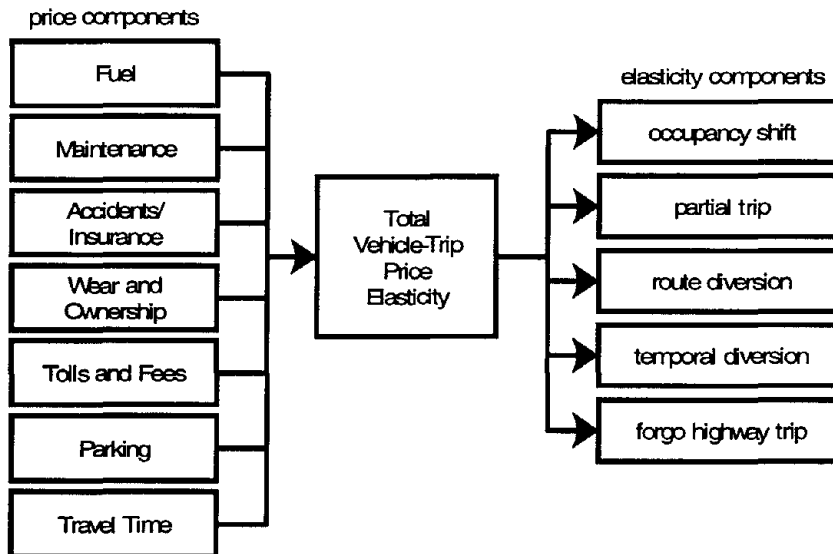 price components
Fuel
Maintenance
Accidents/
Insurance
Wear and
Ownership
Tolls and Fees
Parking
Travel Time
Total
Vehicle-Trip
Price
Elasticity
elasticity components
occupancy shift
partial trip
route diversion
temporal diversion
forgo highway trip